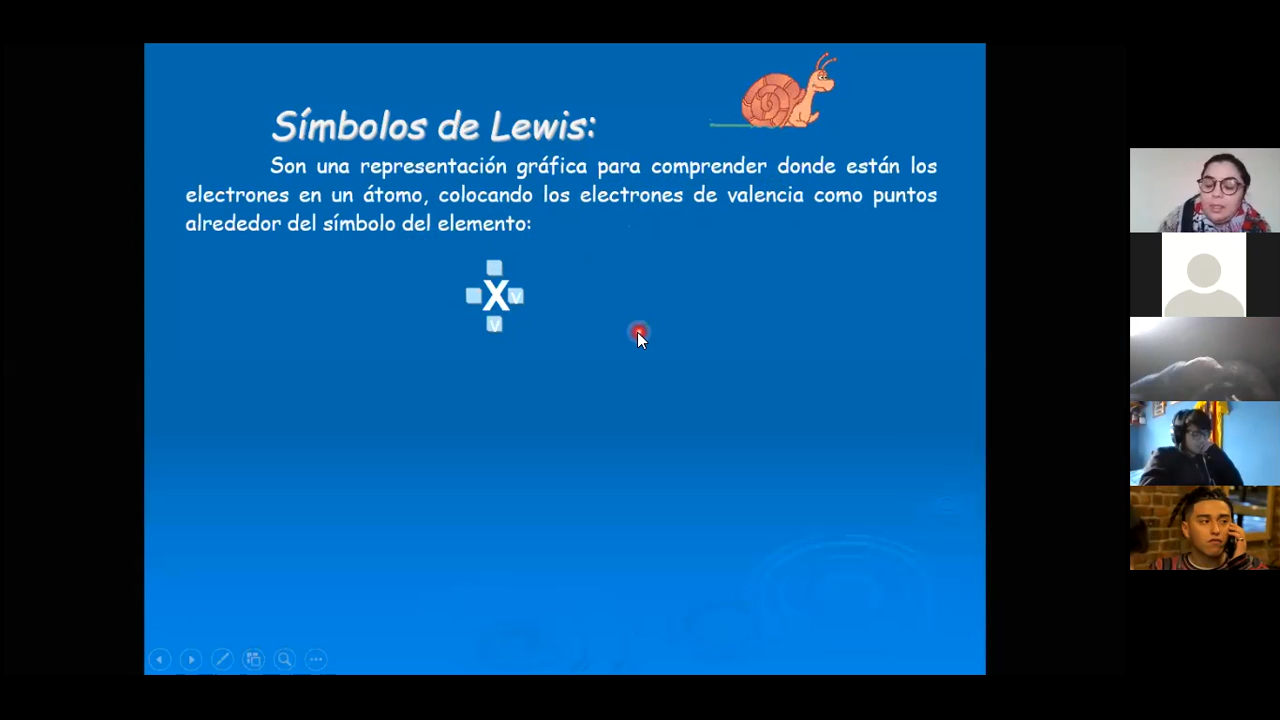 Símbolos de Lewis:
Son una representación gráfica para comprender donde están los
electrones en un átomo, colocando los electrones de valencia como puntos
alrededor del símbolo del elemento:
X v
v